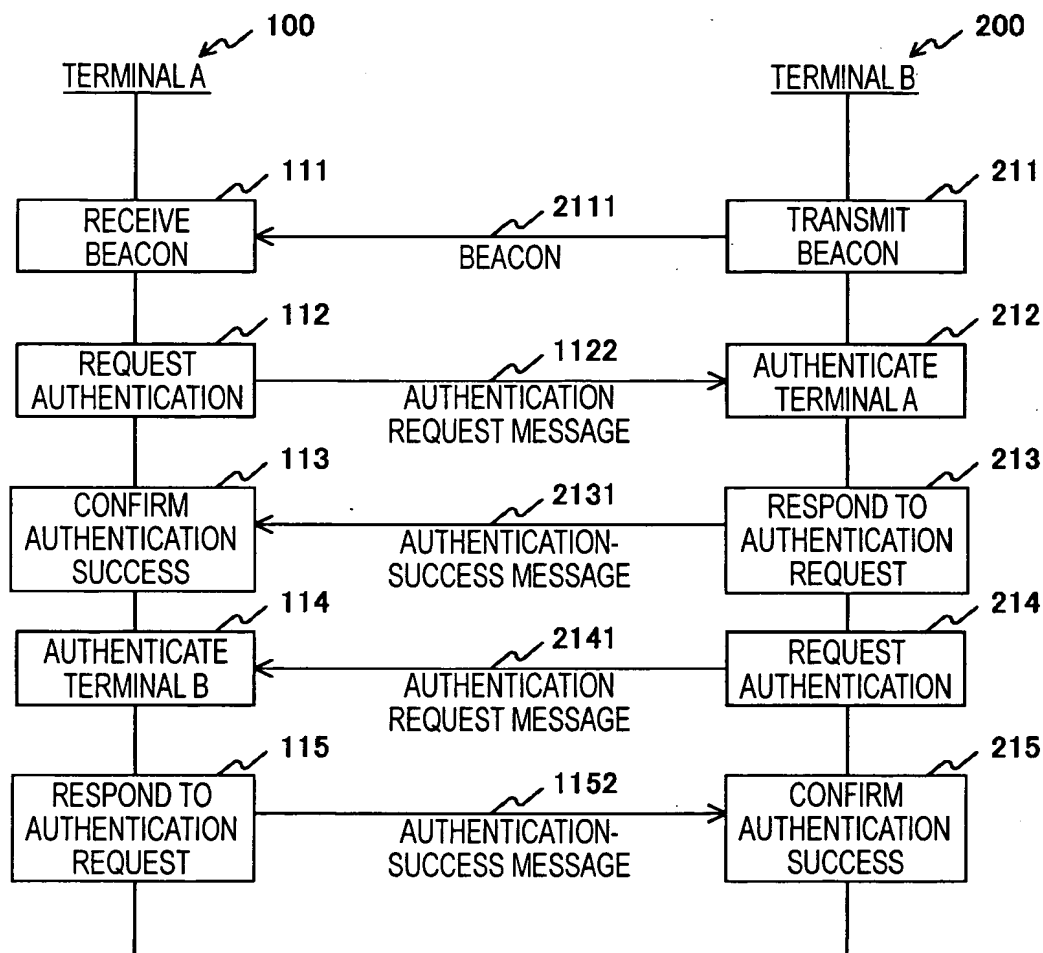 100
200
TERMINAL A
TERMINAL B
111
2111
211
RECEIVE
BEACON
BEACON
TRANSMIT
BEACON
112
1122
212
REQUEST
AUTHENTICATION
AUTHENTICATION
REQUEST MESSAGE
AUTHENTICATE
TERMINAL A
113
2131
213
CONFIRM
AUTHENTICATION
SUCCESS
AUTHENTICATION-
SUCCESS MESSAGE
RESPOND TO
AUTHENTICATION
REQUEST
114
2141
214
AUTHENTICATE
TERMINAL B
AUTHENTICATION
REQUEST MESSAGE
REQUEST
AUTHENTICATION
115
1152
215
RESPOND TO
AUTHENTICATION
REQUEST
AUTHENTICATION-
SUCCESS MESSAGE
CONFIRM
AUTHENTICATION
SUCCESS